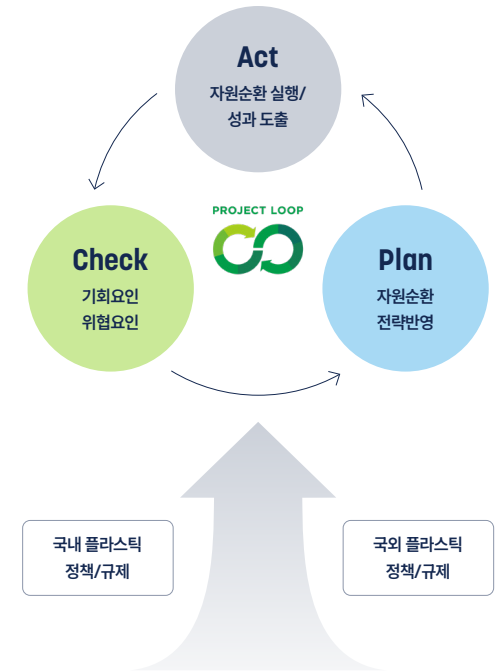 Act
자원순환 실행/
성과 도출
PROJECT LOOP
Check
기회요인
위협요인
Plan
자원순환
전략반영
국내 플라스틱
정책/규제
국외 플라스틱
정책/규제